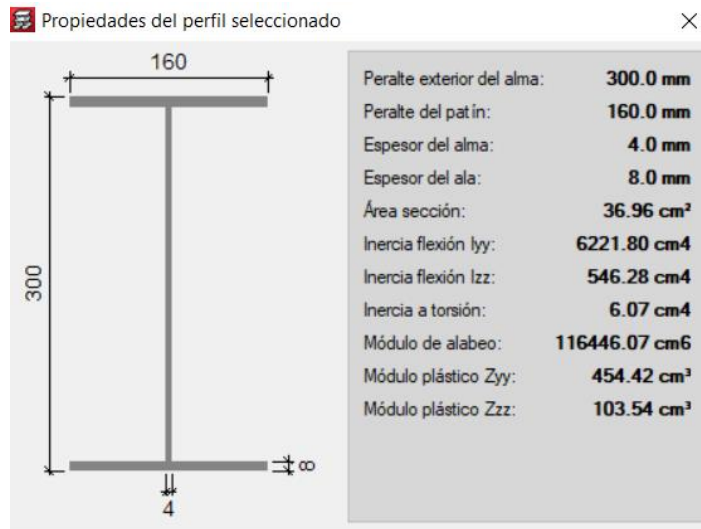 Propiedades del perfil seleccionado
160
300
8
4
Peralte exterior del alma: 300.0 mm
Peralte del patín: 160.0 mm
Espesor del alma: 4.0 mm
Espesor del ala: 8.0 mm
Área sección: 36.96 cm²
Inercia flexión Iyy: 6221.80 cm4
Inercia flexión Izz: 546.28 cm4
Inercia a torsión: 6.07 cm4
Módulo de alabeo: 116446.07 cm6
Módulo plástico Zyy: 454.42 cm³
Módulo plástico Zzz: 103.54 cm³